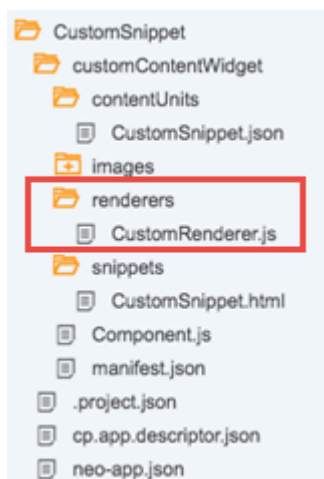 CustomSnippet
customContentWidget
contentUnits
CustomSnippet.json
images
renderers
CustomRenderer.js
snippets
CustomSnippet.html
Component.js
manifest.json
.project.json
cp.app.descriptor.json
neo-app.json